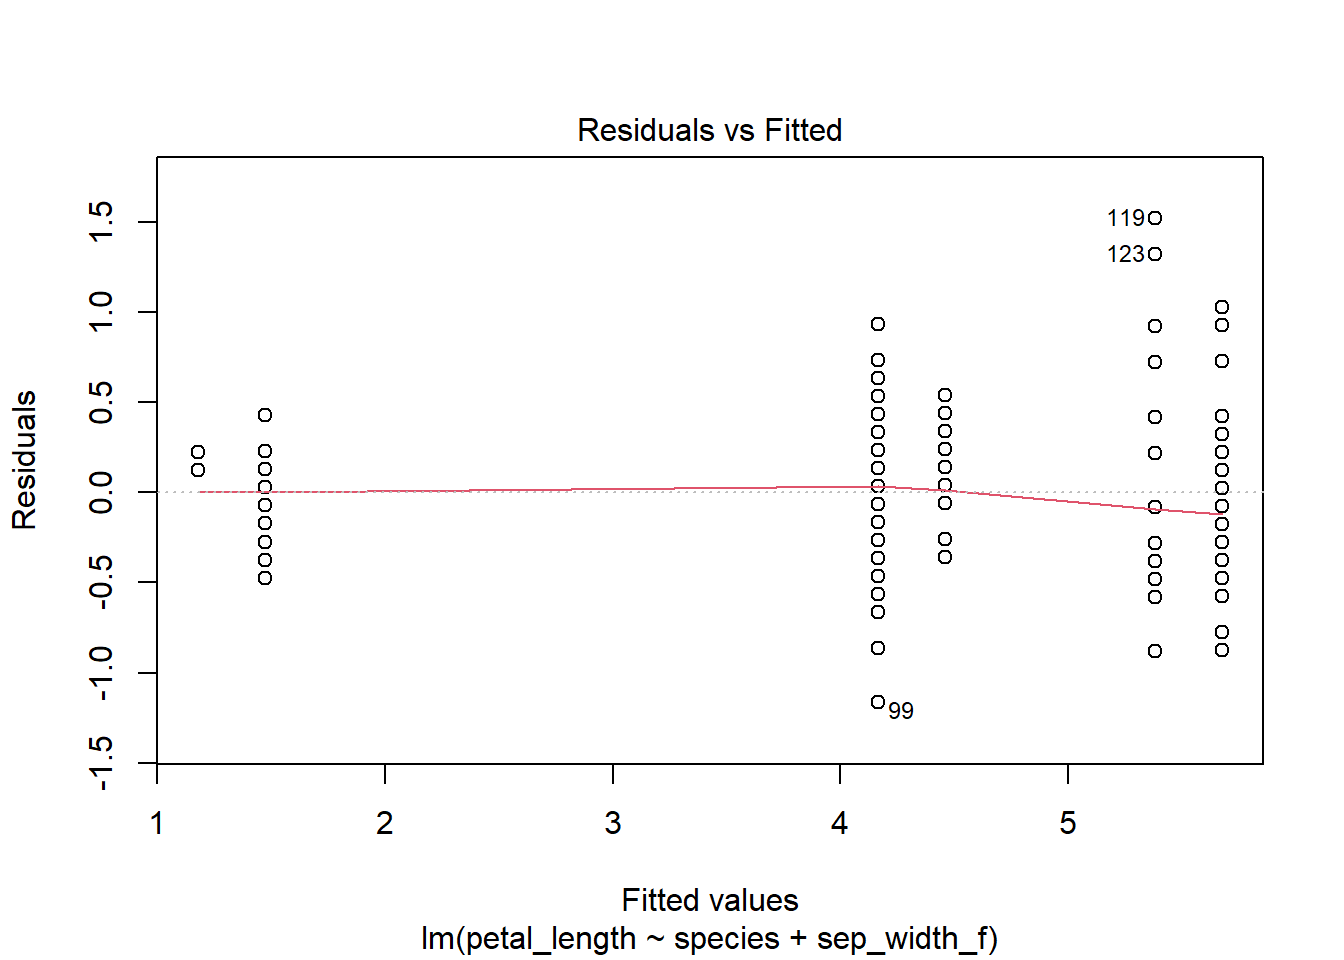 Residuals vs Fitted
Residuals
1.5
1.0
0.5
0.0
-0.5
-1.0
-1.5
119
123
99
1 2 3 4 5
Fitted values
lm(petal_length ~ species + sep_width_f)